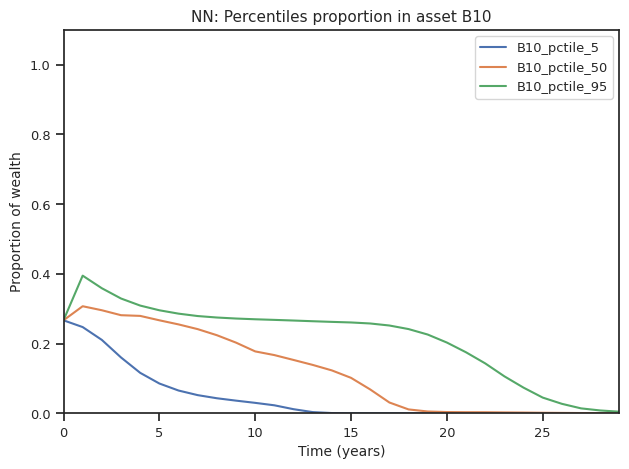 NN: Percentiles proportion in asset B10
B10_pctile_5
B10_pctile_50
B10_pctile_95
Proportion of wealth
1.0
0.8
0.6
0.4
0.2
0.0
0 5 10 15 20 25
Time (years)